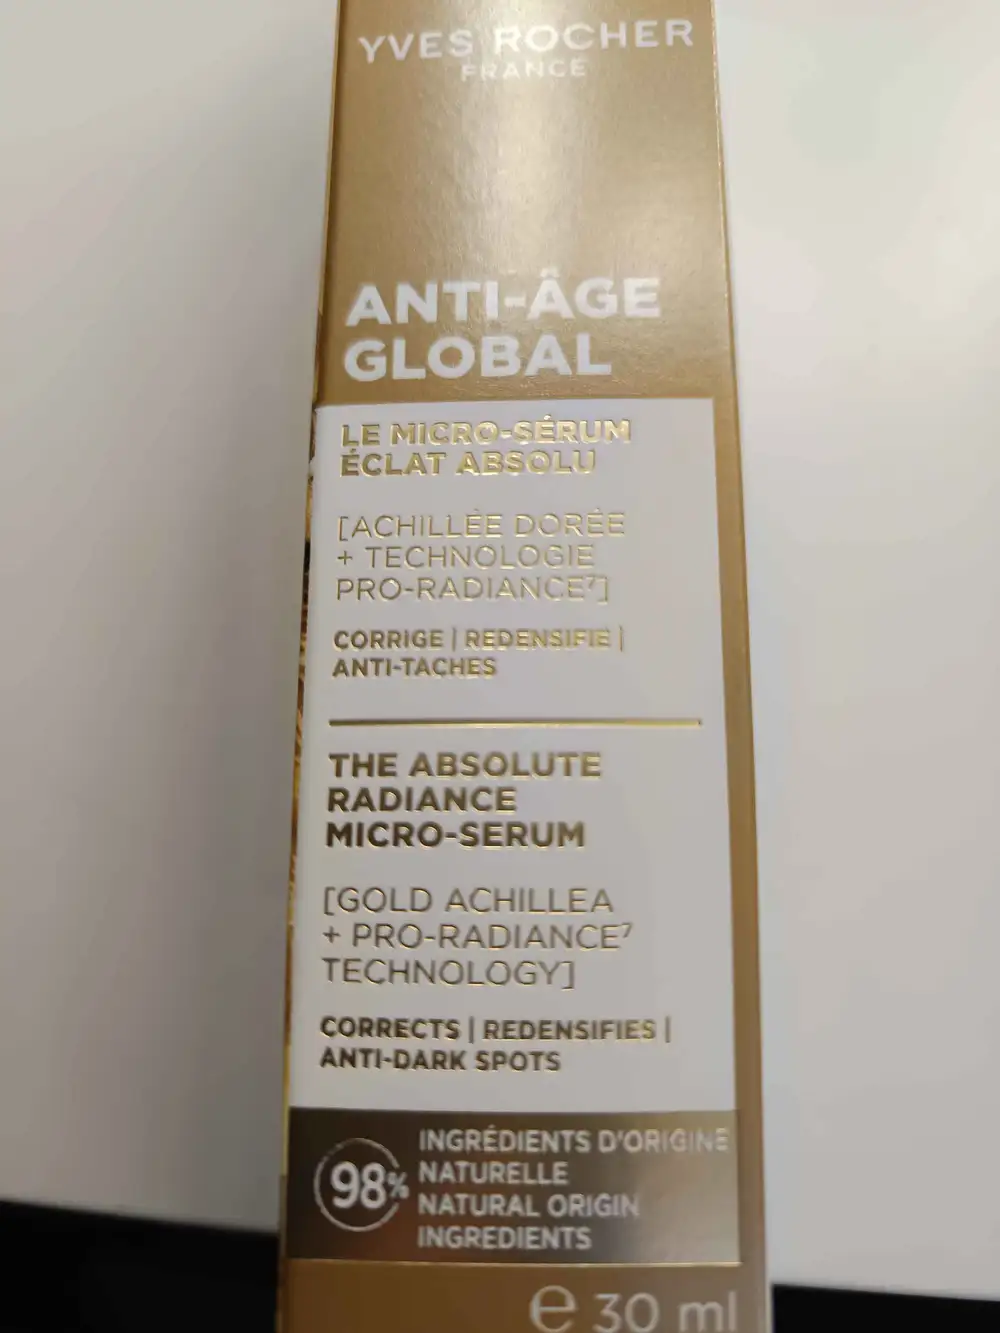 YVES ROCHER
FRANCE
ANTI-ÂGE
GLOBAL
LE MICRO-SÉRUM
ÉCLAT ABSOLU
[ACHILLÉE DORÉE
+ TECHNOLOGIE
PRO-RADIANCE⁷]
CORRIGE | REDENSIFIE |
ANTI-TACHES
THE ABSOLUTE
RADIANCE
MICRO-SERUM
[GOLD ACHILLEA
+ PRO-RADIANCE⁷
TECHNOLOGY]
CORRECTS | REDENSIFIES |
ANTI-DARK SPOTS
98%
INGRÉDIENTS D'ORIGINE
NATURELLE
NATURAL ORIGIN
INGREDIENTS
e 30 ml